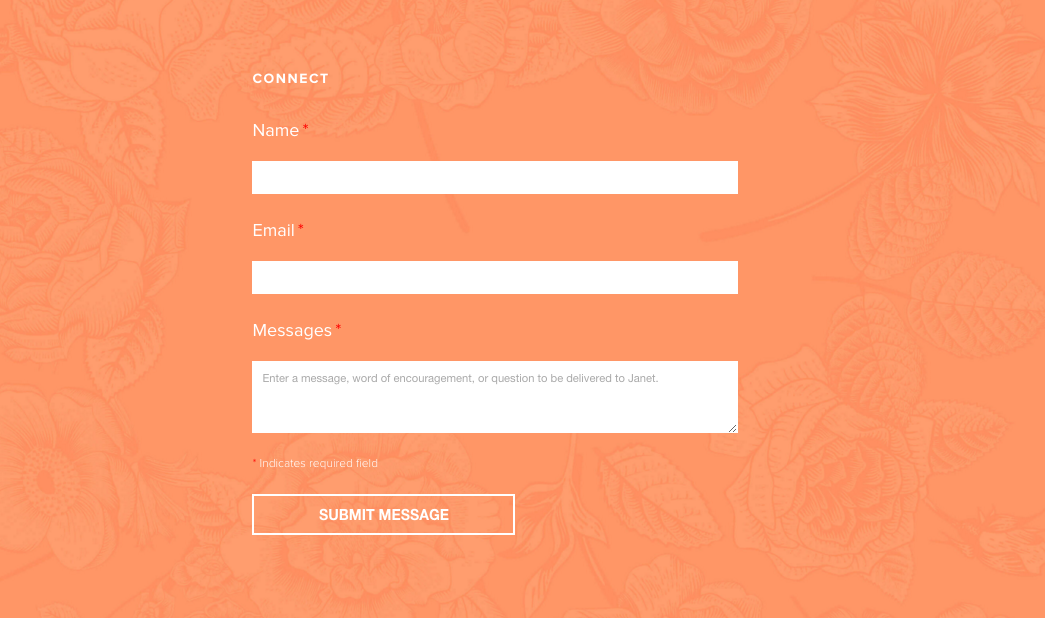 CONNECT
Name *
Email *
Messages *
Enter a message, word of encouragement, or question to be delivered to Janet.
* Indicates required field
SUBMIT MESSAGE